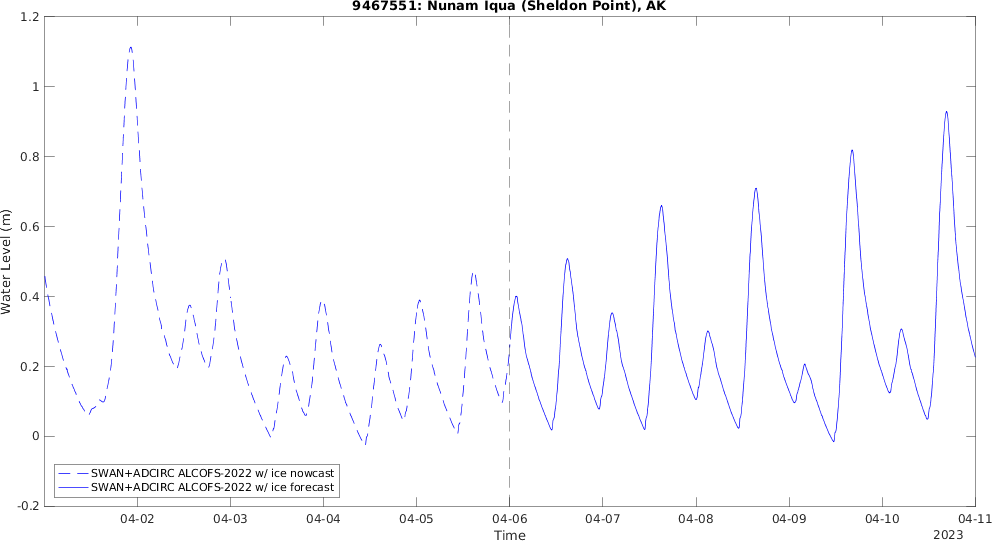 9467551: Nunam Iqua (Sheldon Point), AK
1.2
1
0.8
0.6
0.4
0.2
0
-0.2
Water Level (m)
SWAN+ADCIRC ALCOFS-2022 w/ ice nowcast
SWAN+ADCIRC ALCOFS-2022 w/ ice forecast
04-02 04-03 04-04 04-05 04-06 04-07 04-08 04-09 04-10 04-11
Time
2023